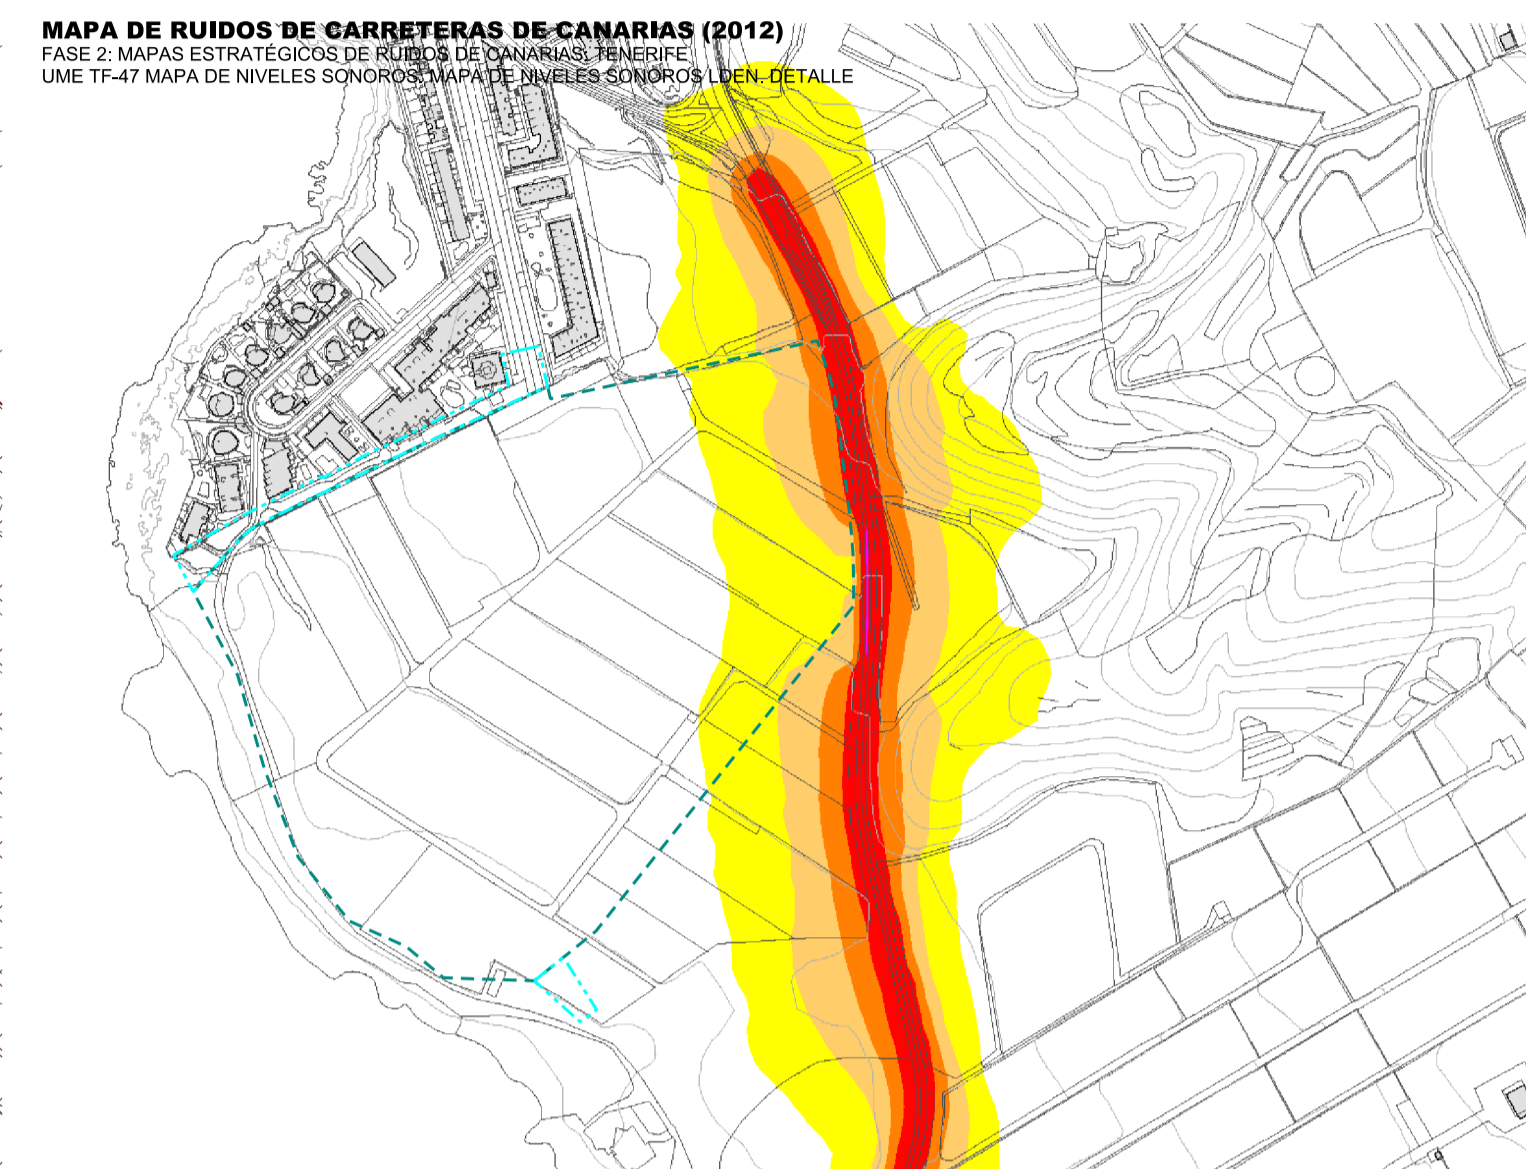 MAPA DE RUIDOS DE CARRETERAS DE CANARIAS (2012)
FASE 2: MAPAS ESTRATÉGICOS DE RUIDOS DE CANARIAS: TENERIFE
UME TF-47 MAPA DE NIVELES SONOROS. MAPA DE NIVELES SONOROS LDEN. DETALLE